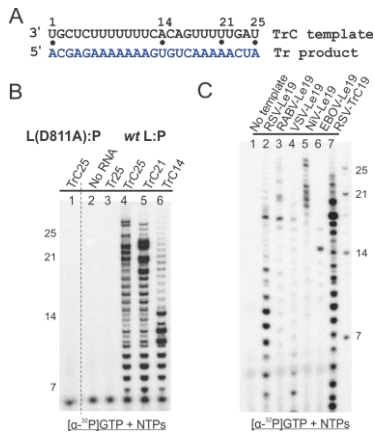 A
1 14 25
3' UGCUCUUUUUUUCACAGUUUUUGAU TrC template
5' ACGAGAAAAAAAGUGUCAAAAACUA Tr product
B
L(D811A):P wt L:P
TrC25 No RNA Tr25 TrC25 TrC21 TrC14
1 2 3 4 5 6
25
21
14
7
[α-³²P]GTP + NTPs
C
No template RSV-Le19 RABV-Le19 VSV-Le19 NiV-Le19 EBOV-Le19 RSV-TrC19
1 2 3 4 5 6 7
25
21
14
7
[α-³²P]GTP + NTPs